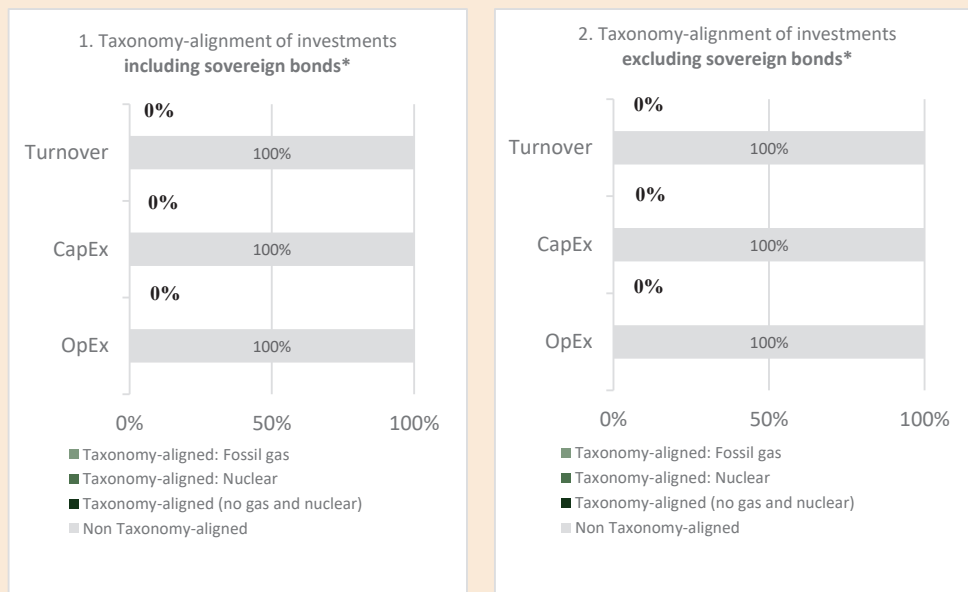 1. Taxonomy-alignment of investments
including sovereign bonds*
0%
Turnover
100%
0%
CapEx
100%
0%
OpEx
100%
0%
50%
100%
Taxonomy-aligned: Fossil gas
Taxonomy-aligned: Nuclear
Taxonomy-aligned (no gas and nuclear)
Non Taxonomy-aligned
2. Taxonomy-alignment of investments
excluding sovereign bonds*
0%
Turnover
100%
0%
CapEx
100%
0%
OpEx
100%
0%
50%
100%
Taxonomy-aligned: Fossil gas
Taxonomy-aligned: Nuclear
Taxonomy-aligned (no gas and nuclear)
Non Taxonomy-aligned